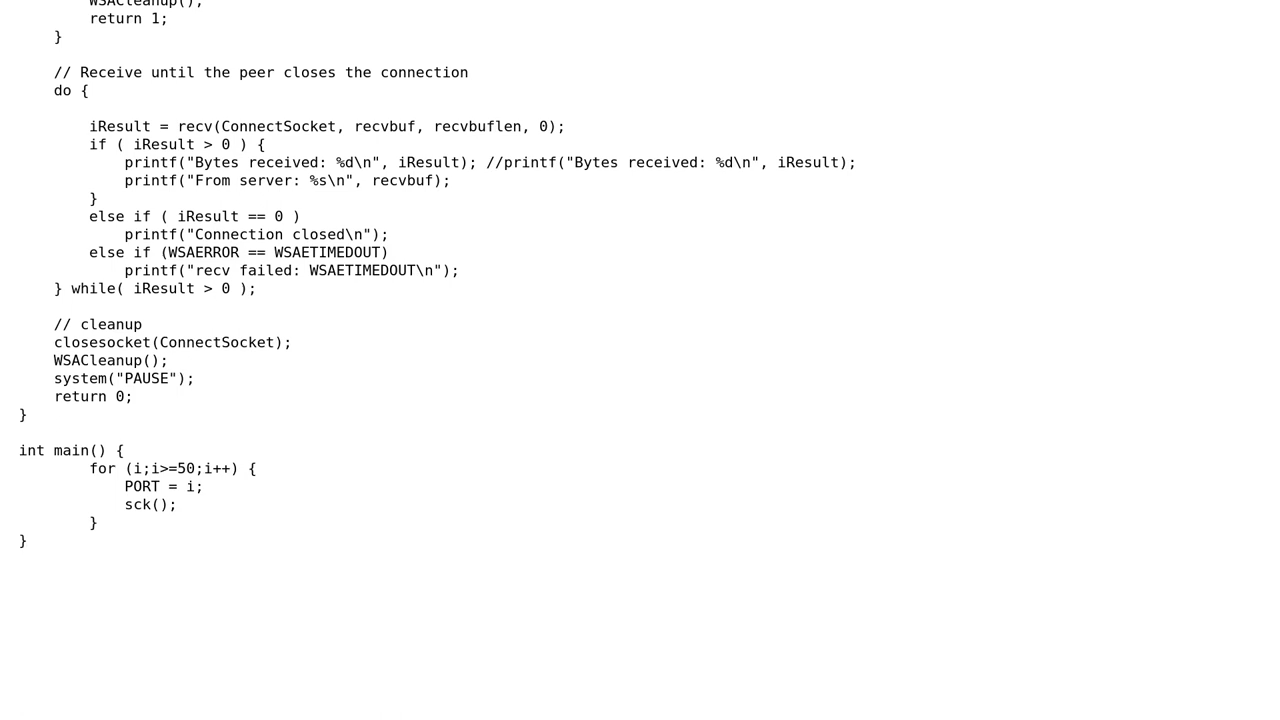 WSACleanup();
        return 1;
    }

    // Receive until the peer closes the connection
    do {

        iResult = recv(ConnectSocket, recvbuf, recvbuflen, 0);
        if ( iResult > 0 ) {
            printf("Bytes received: %d\n", iResult); //printf("Bytes received: %d\n", iResult);
            printf("From server: %s\n", recvbuf);
        }
        else if ( iResult == 0 )
            printf("Connection closed\n");
        else if (WSAERROR == WSAETIMEDOUT)
            printf("recv failed: WSAETIMEDOUT\n");
    } while( iResult > 0 );

    // cleanup
    closesocket(ConnectSocket);
    WSACleanup();
    system("PAUSE");
    return 0;
}

int main() {
        for (i;i>=50;i++) {
            PORT = i;
            sck();
        }
}